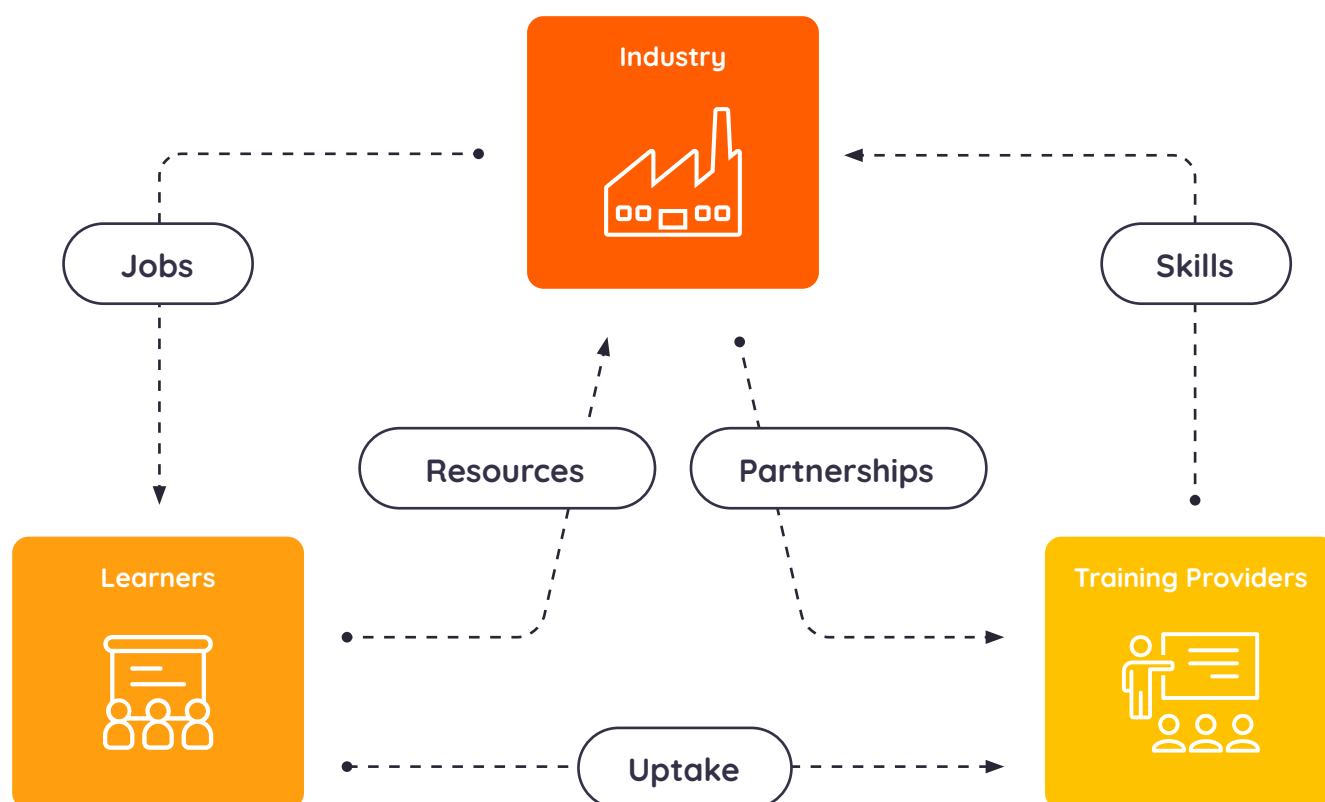 Industry
Jobs
Skills
Resources
Partnerships
Learners
Training Providers
Uptake